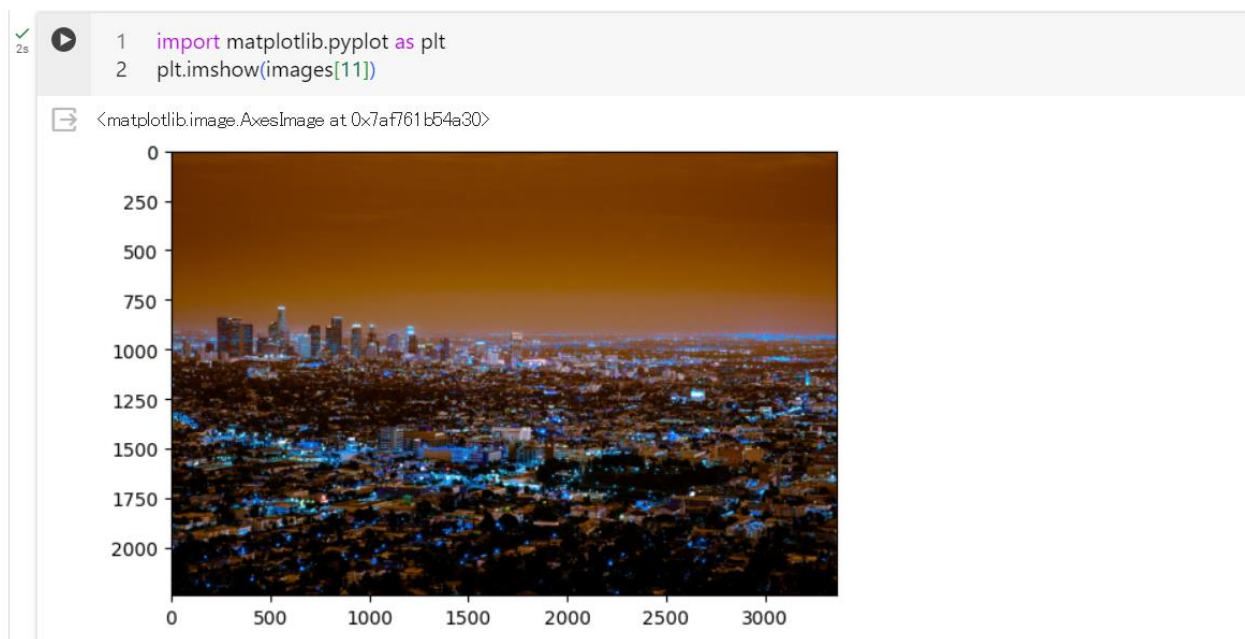 2s
1 import matplotlib.pyplot as plt
2 plt.imshow(images[11])
<matplotlib.image.AxesImage at 0x7af761b54a30>
0
250
500
750
1000
1250
1500
1750
2000
0 500 1000 1500 2000 2500 3000